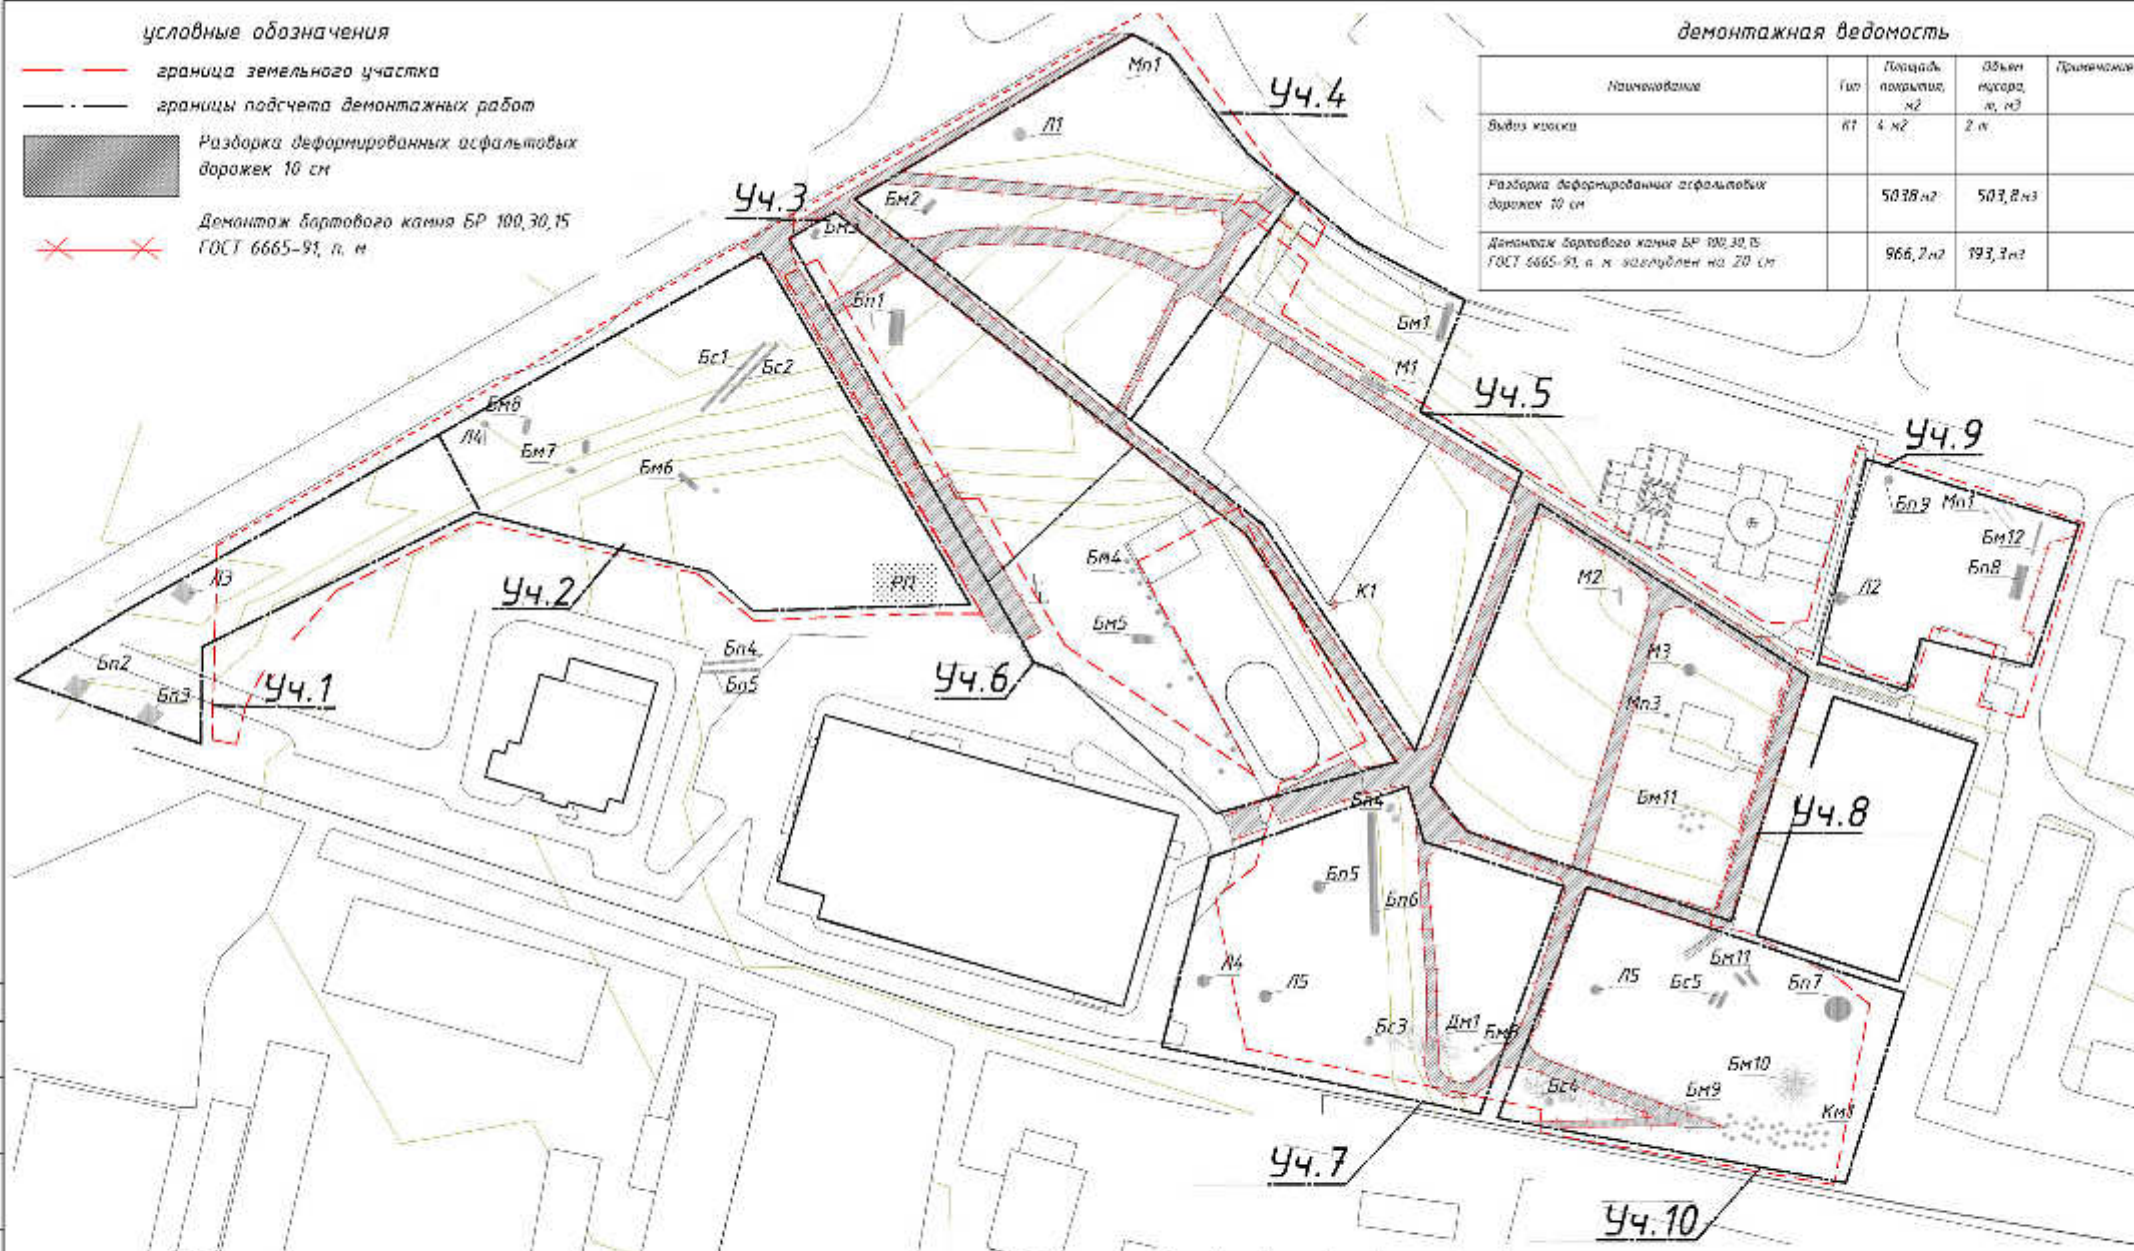 условные обозначения
граница земельного участка
границы подсчета демонтажных работ
Разборка деформированных асфальтовых
дорожек 10 см
Демонтаж бортового камня БР 100,30,15
ГОСТ 6665-91, п. м
демонтажная ведомость
Наименование
Тип
Площадь
покрытия,
м2
Объем
мусора,
т, м3
Примечание
Вывоз киоска
К1
4 м2
2 т
Разборка деформированных асфальтовых
дорожек 10 см
5038 м2
503,8 м3
Демонтаж бортового камня БР 100,30,15
ГОСТ 6665-91, п. м заглублен на 20 см
966,2 м2
193,3 м3
Мп1
Уч.4
Л1
Уч.3
Бм2
Бм3
Бп1
Бм1
Бс1
Бс2
М1
Уч.5
Бм8
Л4
Бм7
Бм6
Уч.9
Бп9
Мп1
Бм12
Бп8
Л2
Л3
Уч.2
РП
Бм4
К1
М2
Бм5
Бп2
Бп3
Уч.1
Бп4
Бп5
Уч.6
М3
Мп3
Бм11
Уч.8
Бп4
Бп5
Бп6
Л4
Л5
Л5
Бм11
Бс5
Бп7
Бс3
Дм1
Бс4
Бм10
Бм9
Уч.7
Уч.10